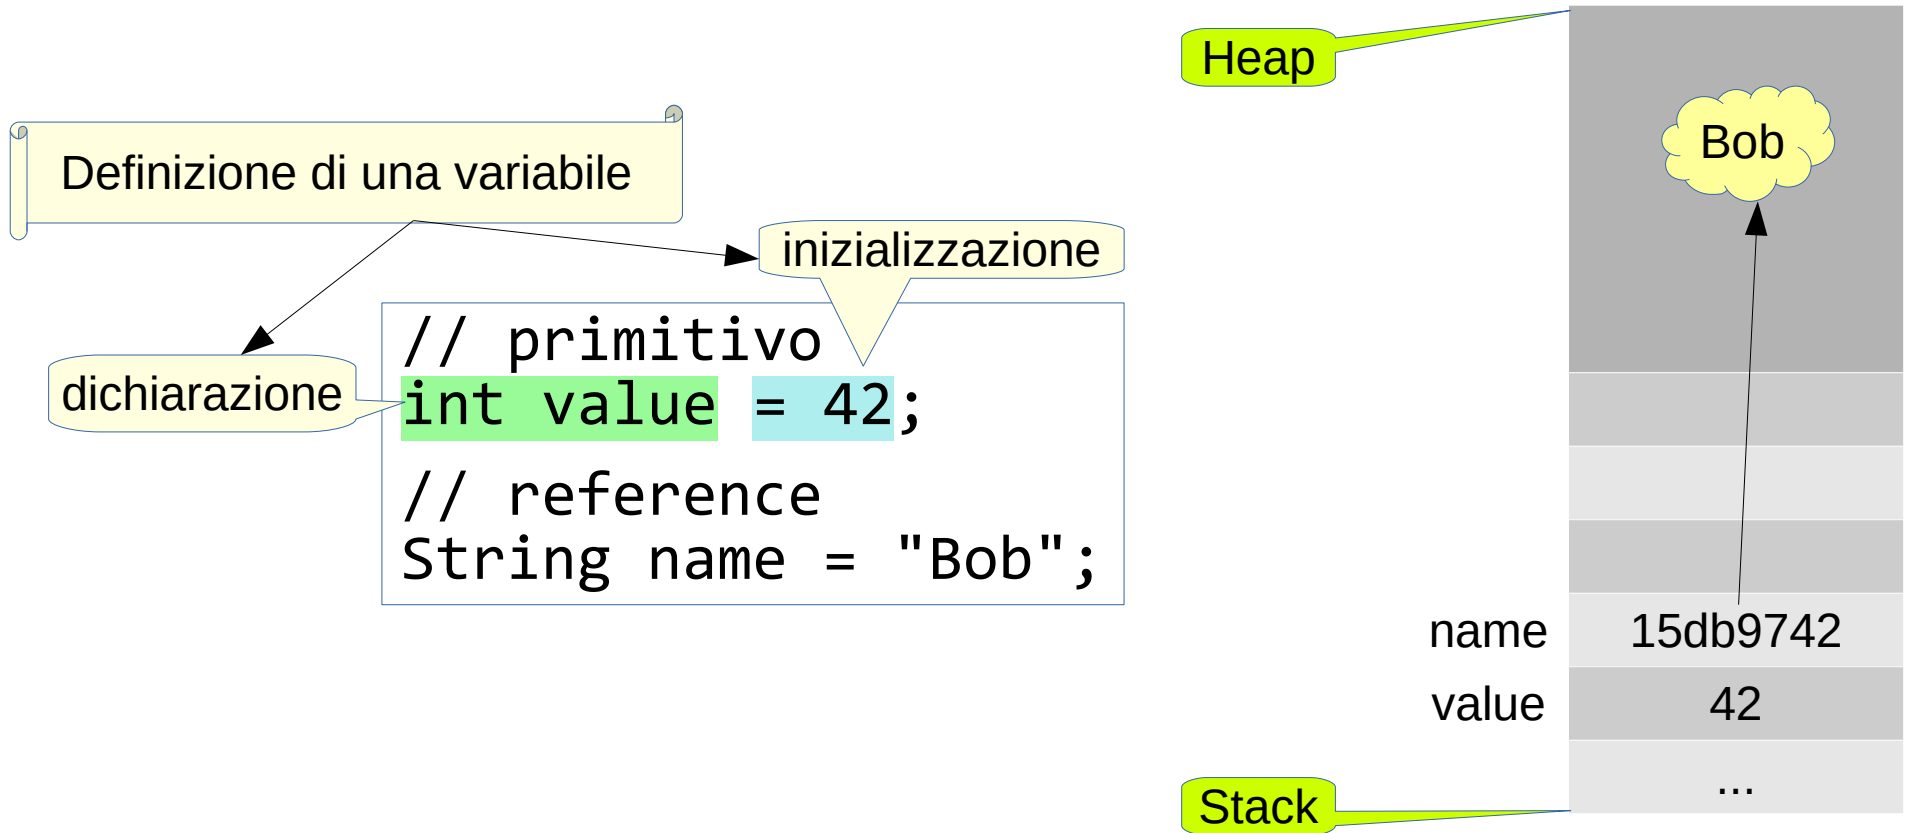 Definizione di una variabile
inizializzazione
dichiarazione
// primitivo
int value = 42;
// reference
String name = "Bob";
Heap
Bob
name 15db9742
value 42
...
Stack